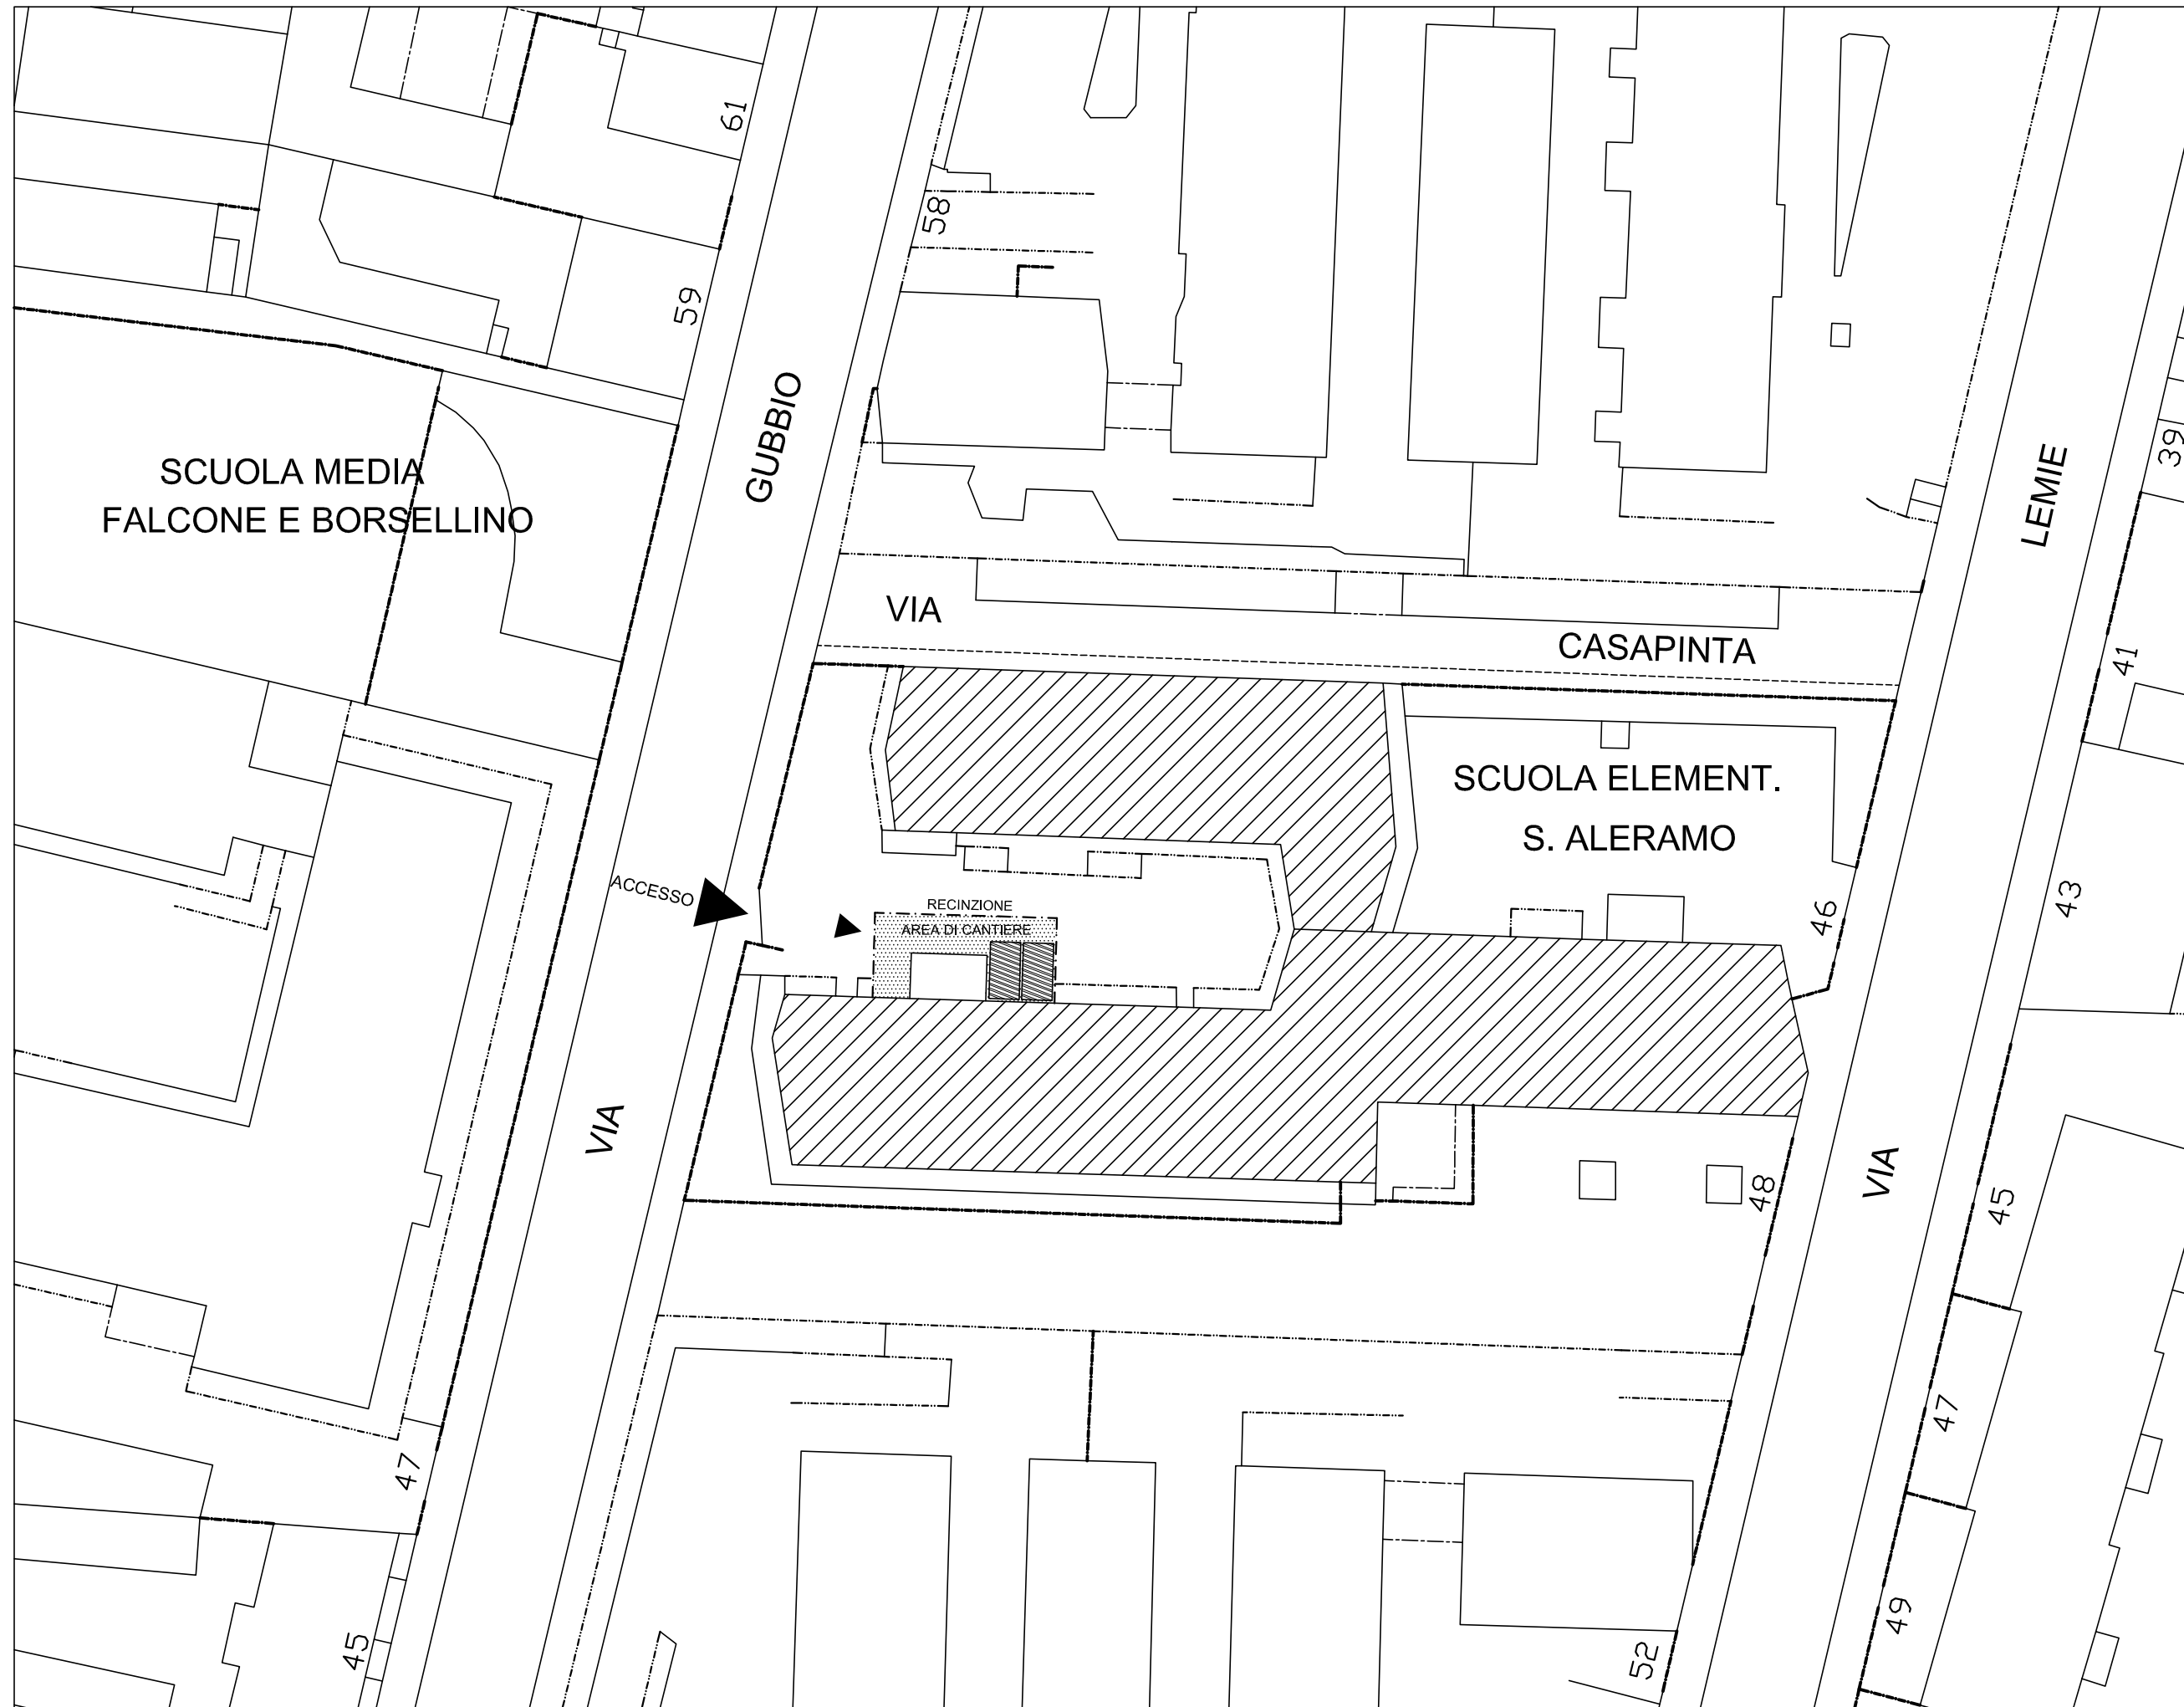 61
58
59
GUBBIO
39
SCUOLA MEDIA
FALCONE E BORSELLINO
LEMIE
VIA
CASAPINTA
41
SCUOLA ELEMENT.
S. ALERAMO
ACCESSO
RECINZIONE
AREA DI CANTIERE
46
43
VIA
VIA
48
45
47
47
49
45
52